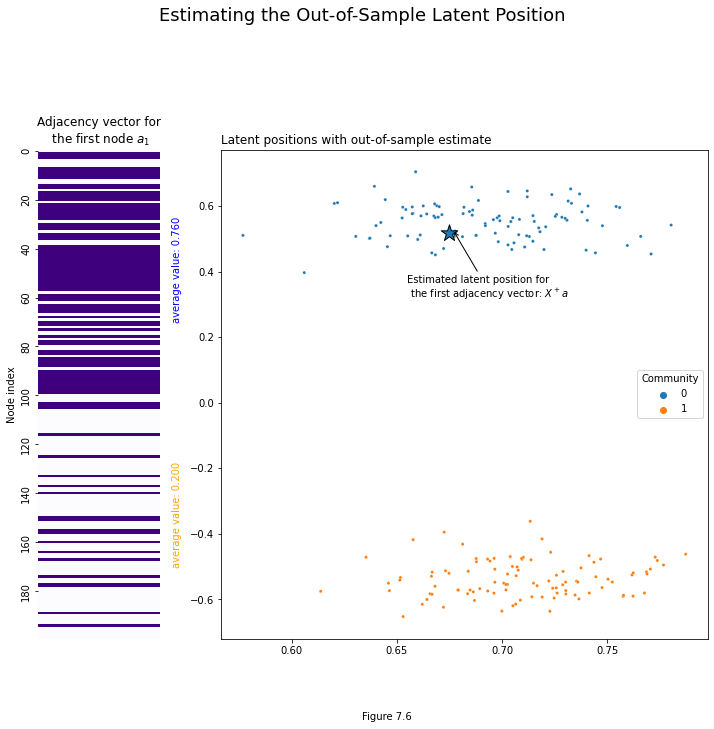 Estimating the Out-of-Sample Latent Position
Adjacency vector for
the first node a₁
Node index
0
20
40
60
80
100
120
140
160
180
average value: 0.760
average value: 0.200
Latent positions with out-of-sample estimate
0.6
0.4
0.2
0.0
−0.2
−0.4
−0.6
0.60
0.65
0.70
0.75
Estimated latent position for
the first adjacency vector: X⁺a
Community
0
1
Figure 7.6